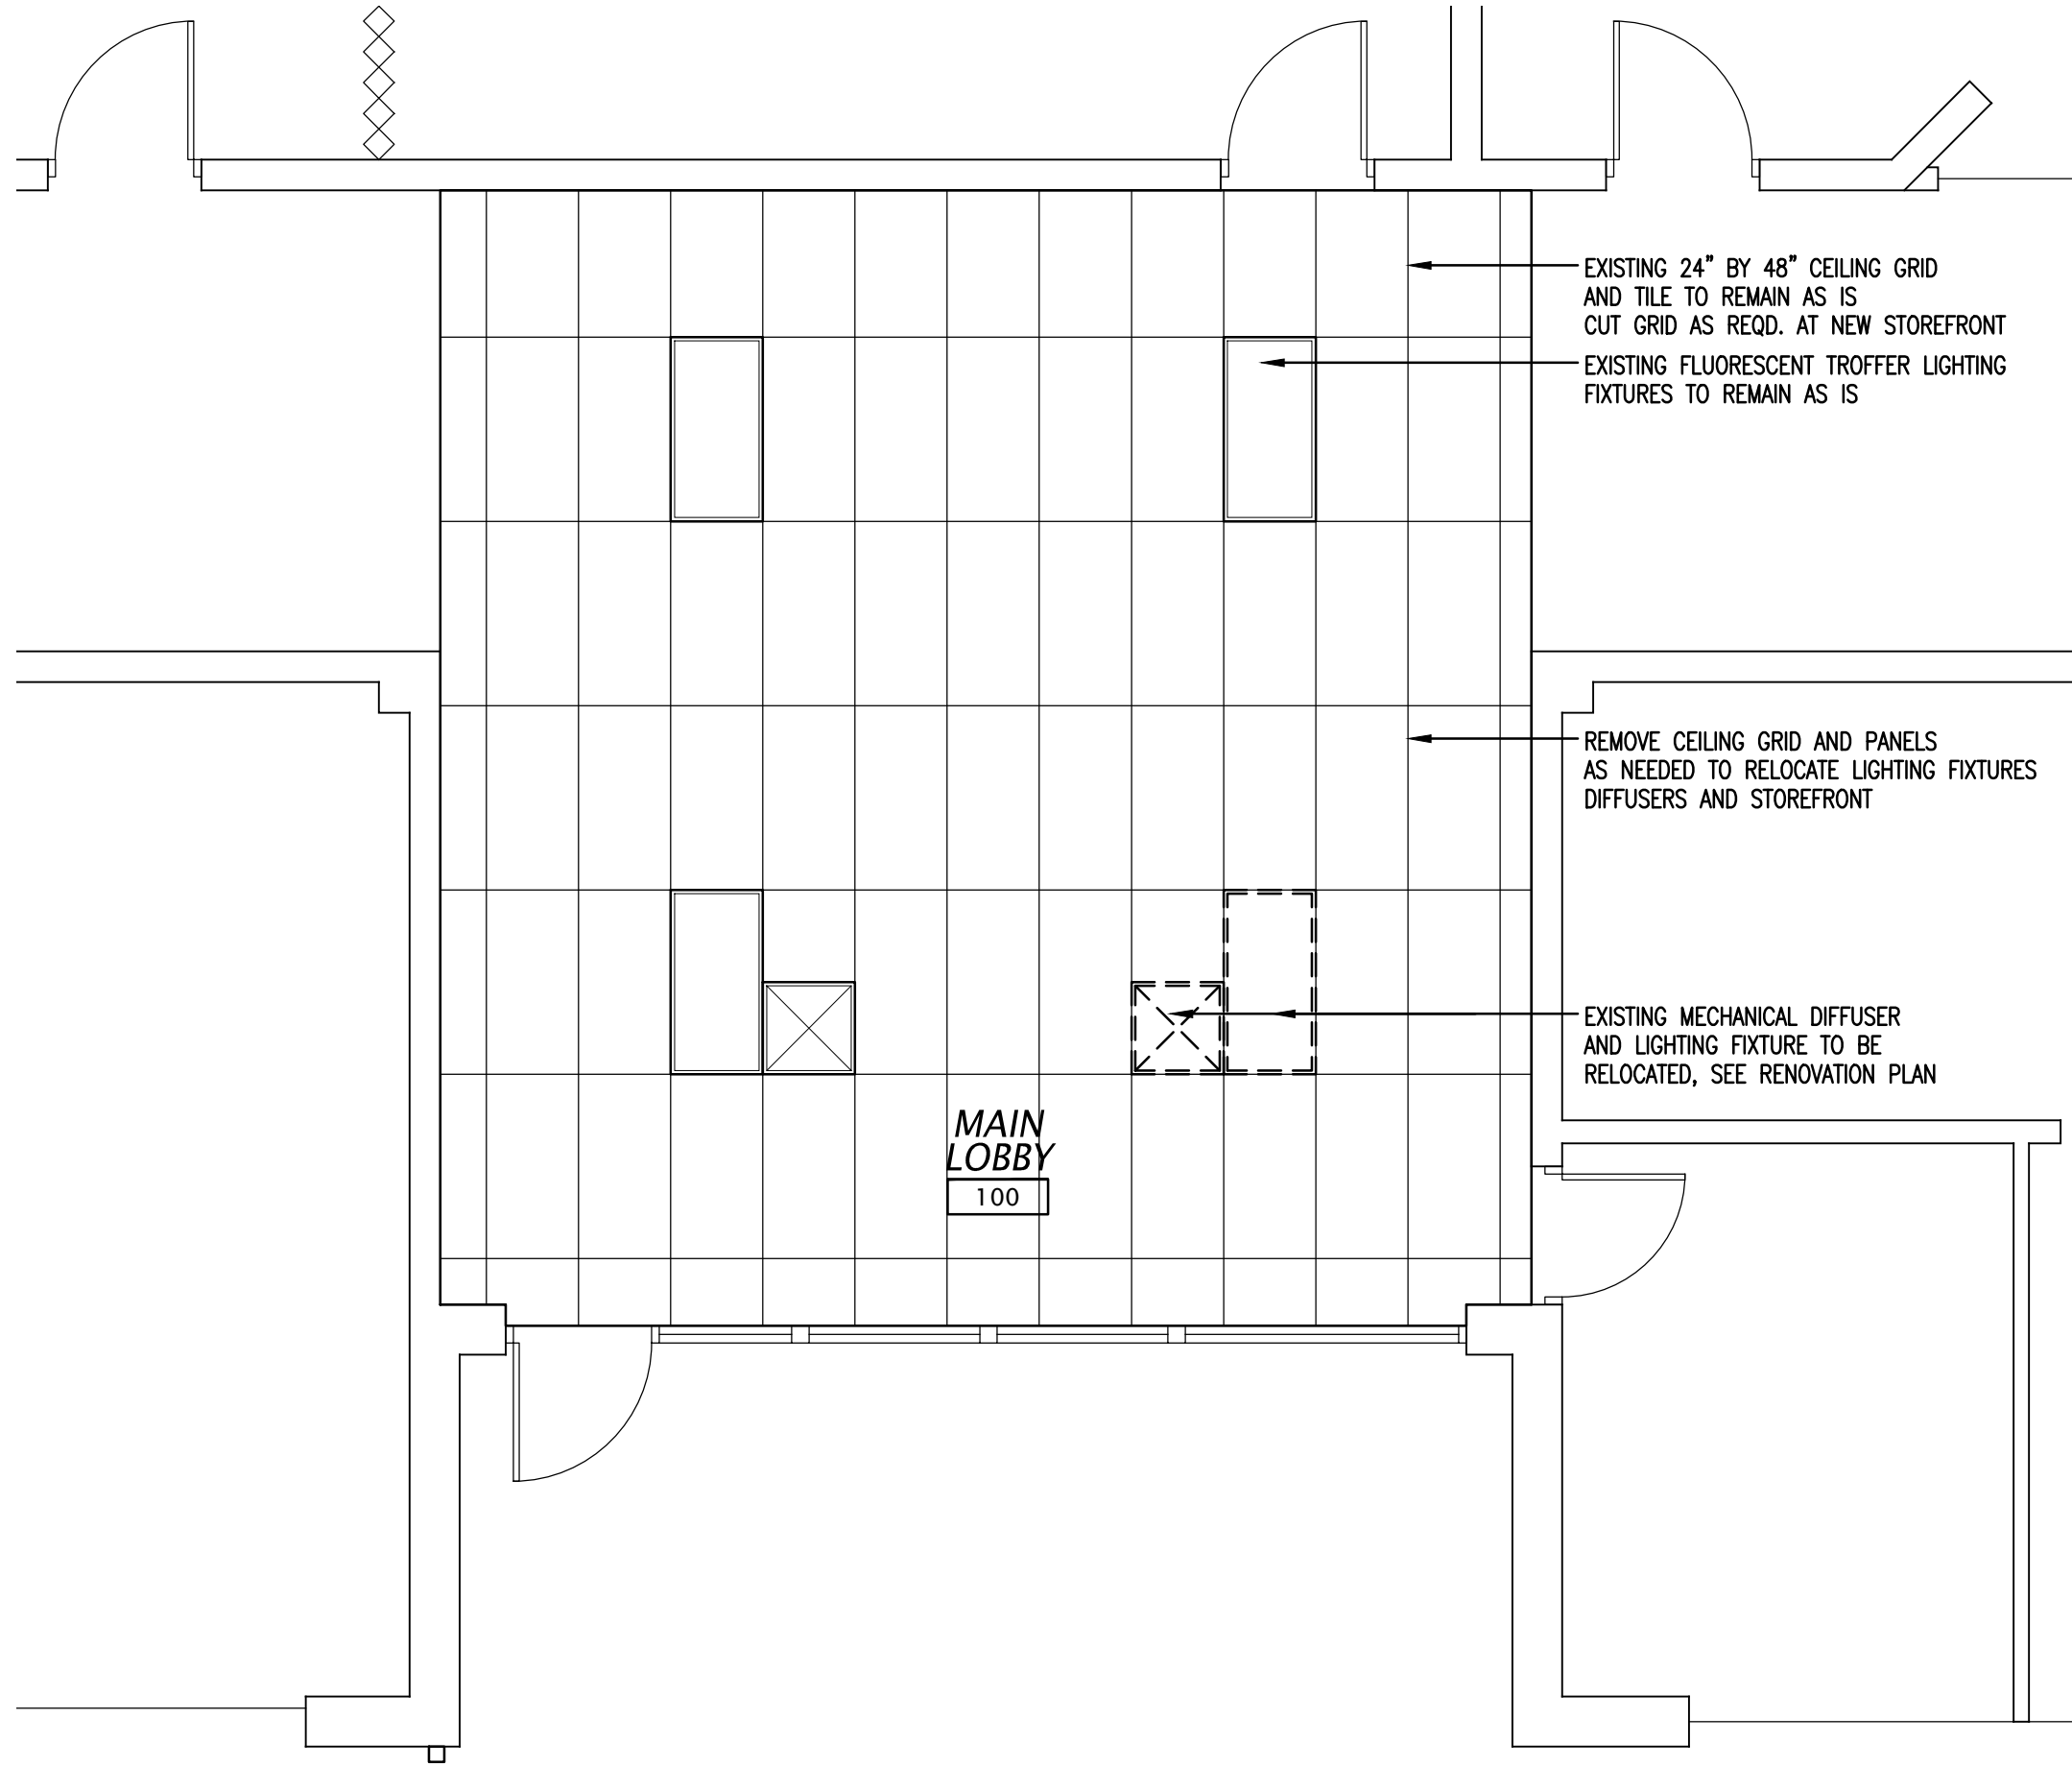 EXISTING 24" BY 48" CEILING GRID
AND TILE TO REMAIN AS IS
CUT GRID AS REQD. AT NEW STOREFRONT
EXISTING FLUORESCENT TROFFER LIGHTING
FIXTURES TO REMAIN AS IS
REMOVE CEILING GRID AND PANELS
AS NEEDED TO RELOCATE LIGHTING FIXTURES
DIFFUSERS AND STOREFRONT
EXISTING MECHANICAL DIFFUSER
AND LIGHTING FIXTURE TO BE
RELOCATED, SEE RENOVATION PLAN
MAIN
LOBBY
100